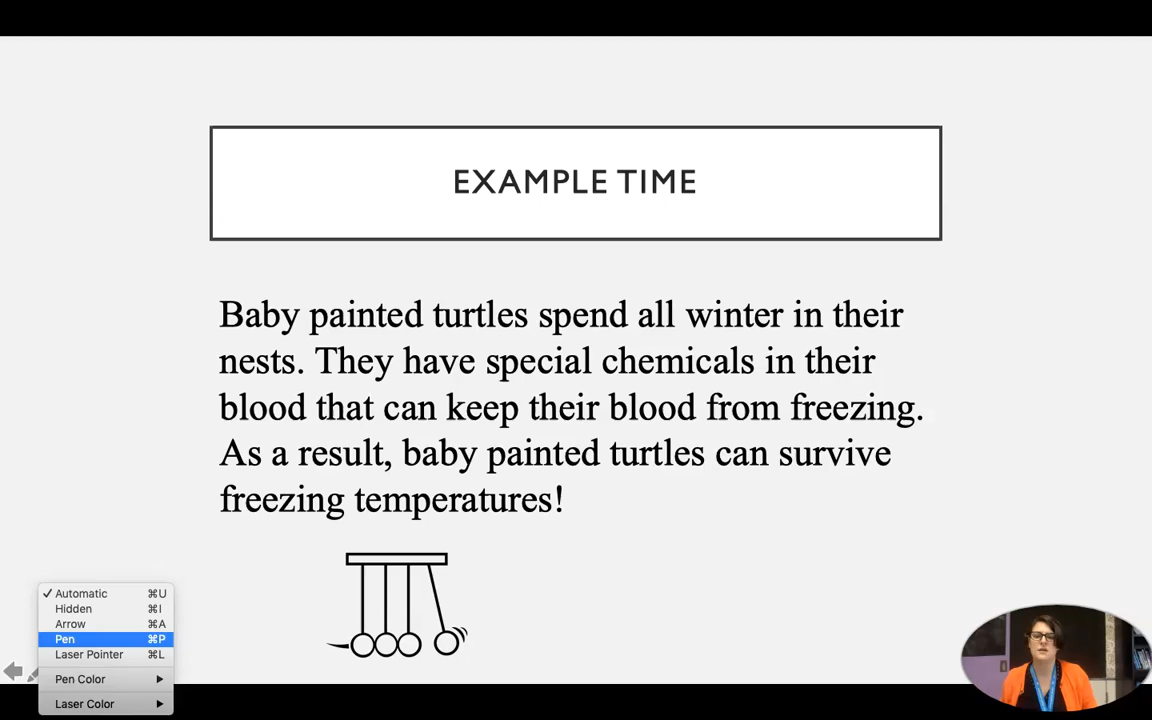 EXAMPLE TIME
Baby painted turtles spend all winter in their
nests. They have special chemicals in their
blood that can keep their blood from freezing.
As a result, baby painted turtles can survive
freezing temperatures!
✓ Automatic ⌘U
Hidden ⌘I
Arrow ⌘A
Pen ⌘P
Laser Pointer ⌘L
Pen Color
Laser Color